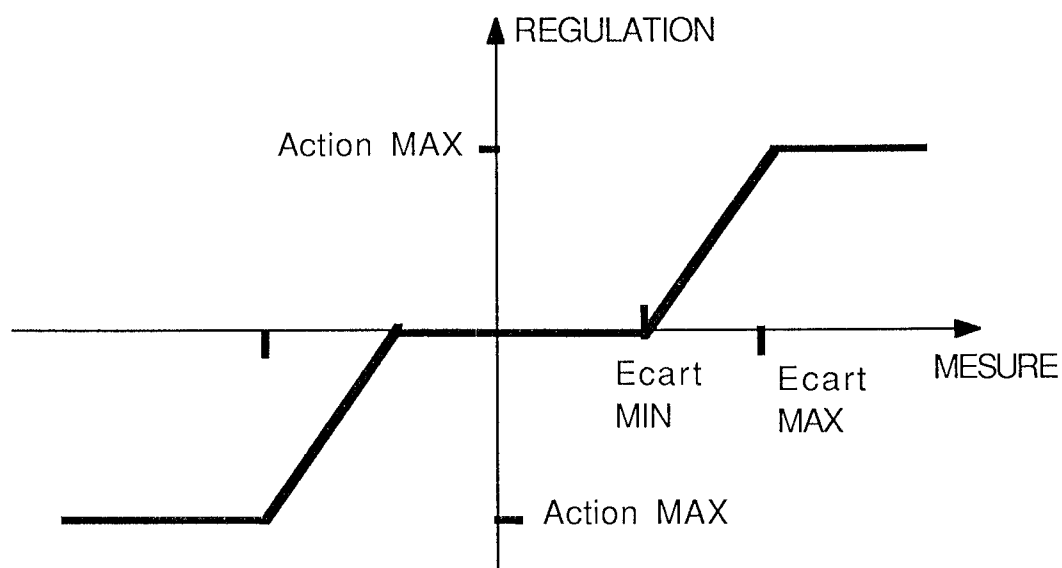 REGULATION
Action MAX
Ecart
MIN
Ecart
MAX
MESURE
Action MAX